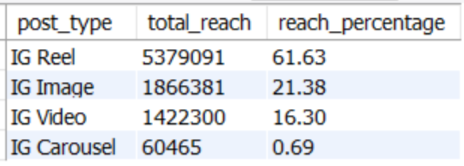 post_type total_reach reach_percentage
IG Reel 5379091 61.63
IG Image 1866381 21.38
IG Video 1422300 16.30
IG Carousel 60465 0.69